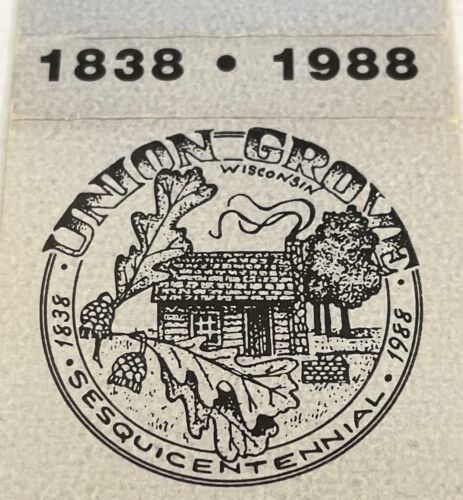 1838 • 1988
UNION GROVE
WISCONSIN
• 1838 • SESQUICENTENNIAL • 1988 •